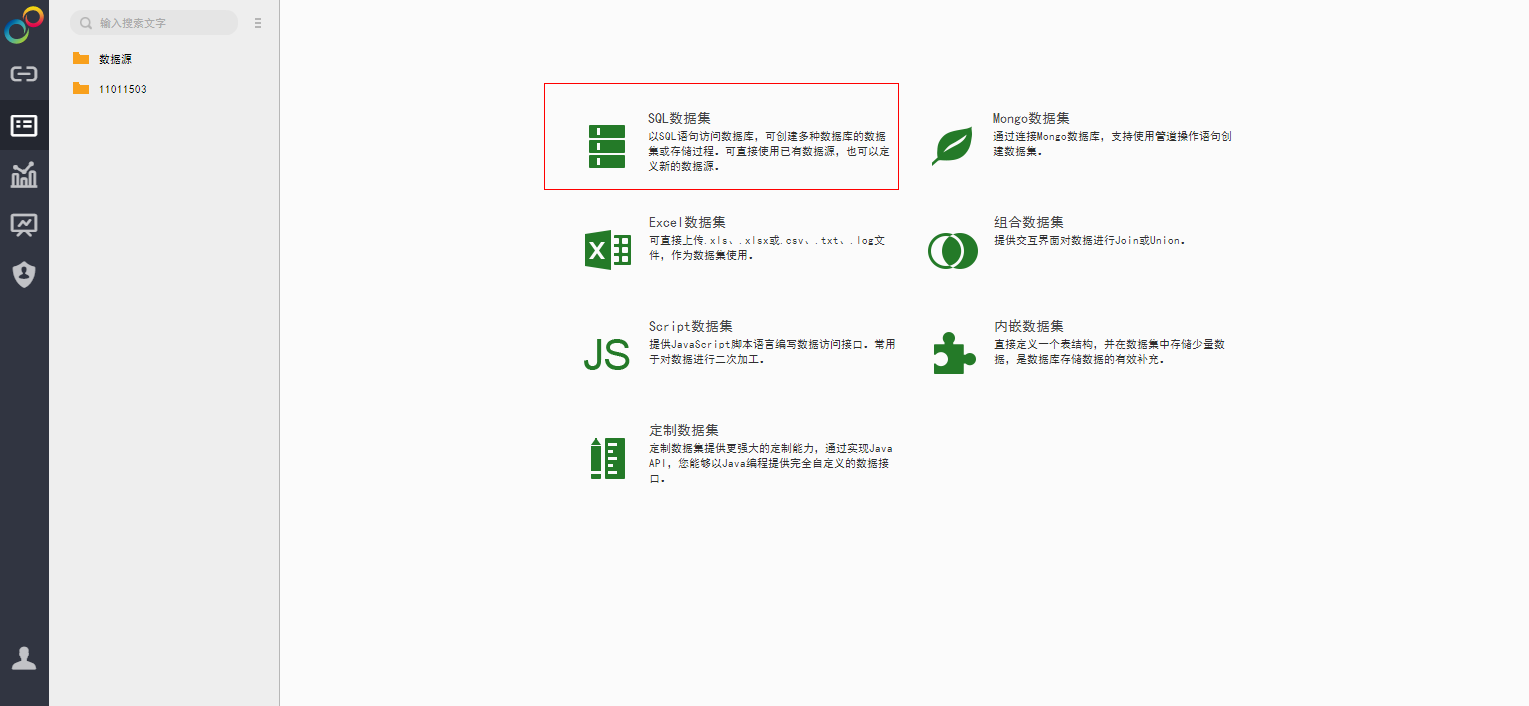 输入搜索文字
数据源
11011503
SQL数据集
以SQL语句访问数据库，可创建多种数据库的数据
集或存储过程．可直接使用已有数据源，也可以定
义新的数据源．
Mongo数据集
通过连接Mongo数据库，支持使用管道操作语句创
建数据集．
Excel数据集
可直接上传.xls、.xlsx或.csv、.txt、.log文
件，作为数据集使用．
组合数据集
提供交互界面对数据进行Join或Union．
JS
Script数据集
提供JavaScript脚本语言编写数据访问接口．常用
于对数据进行二次加工．
内嵌数据集
直接定义一个表结构，并在数据集中存储少量数
据，是数据库存储数据的有效补充．
定制数据集
定制数据集提供更强大的定制能力，通过实现Java
API，您能够以Java编程提供完全自定义的数据接
口．